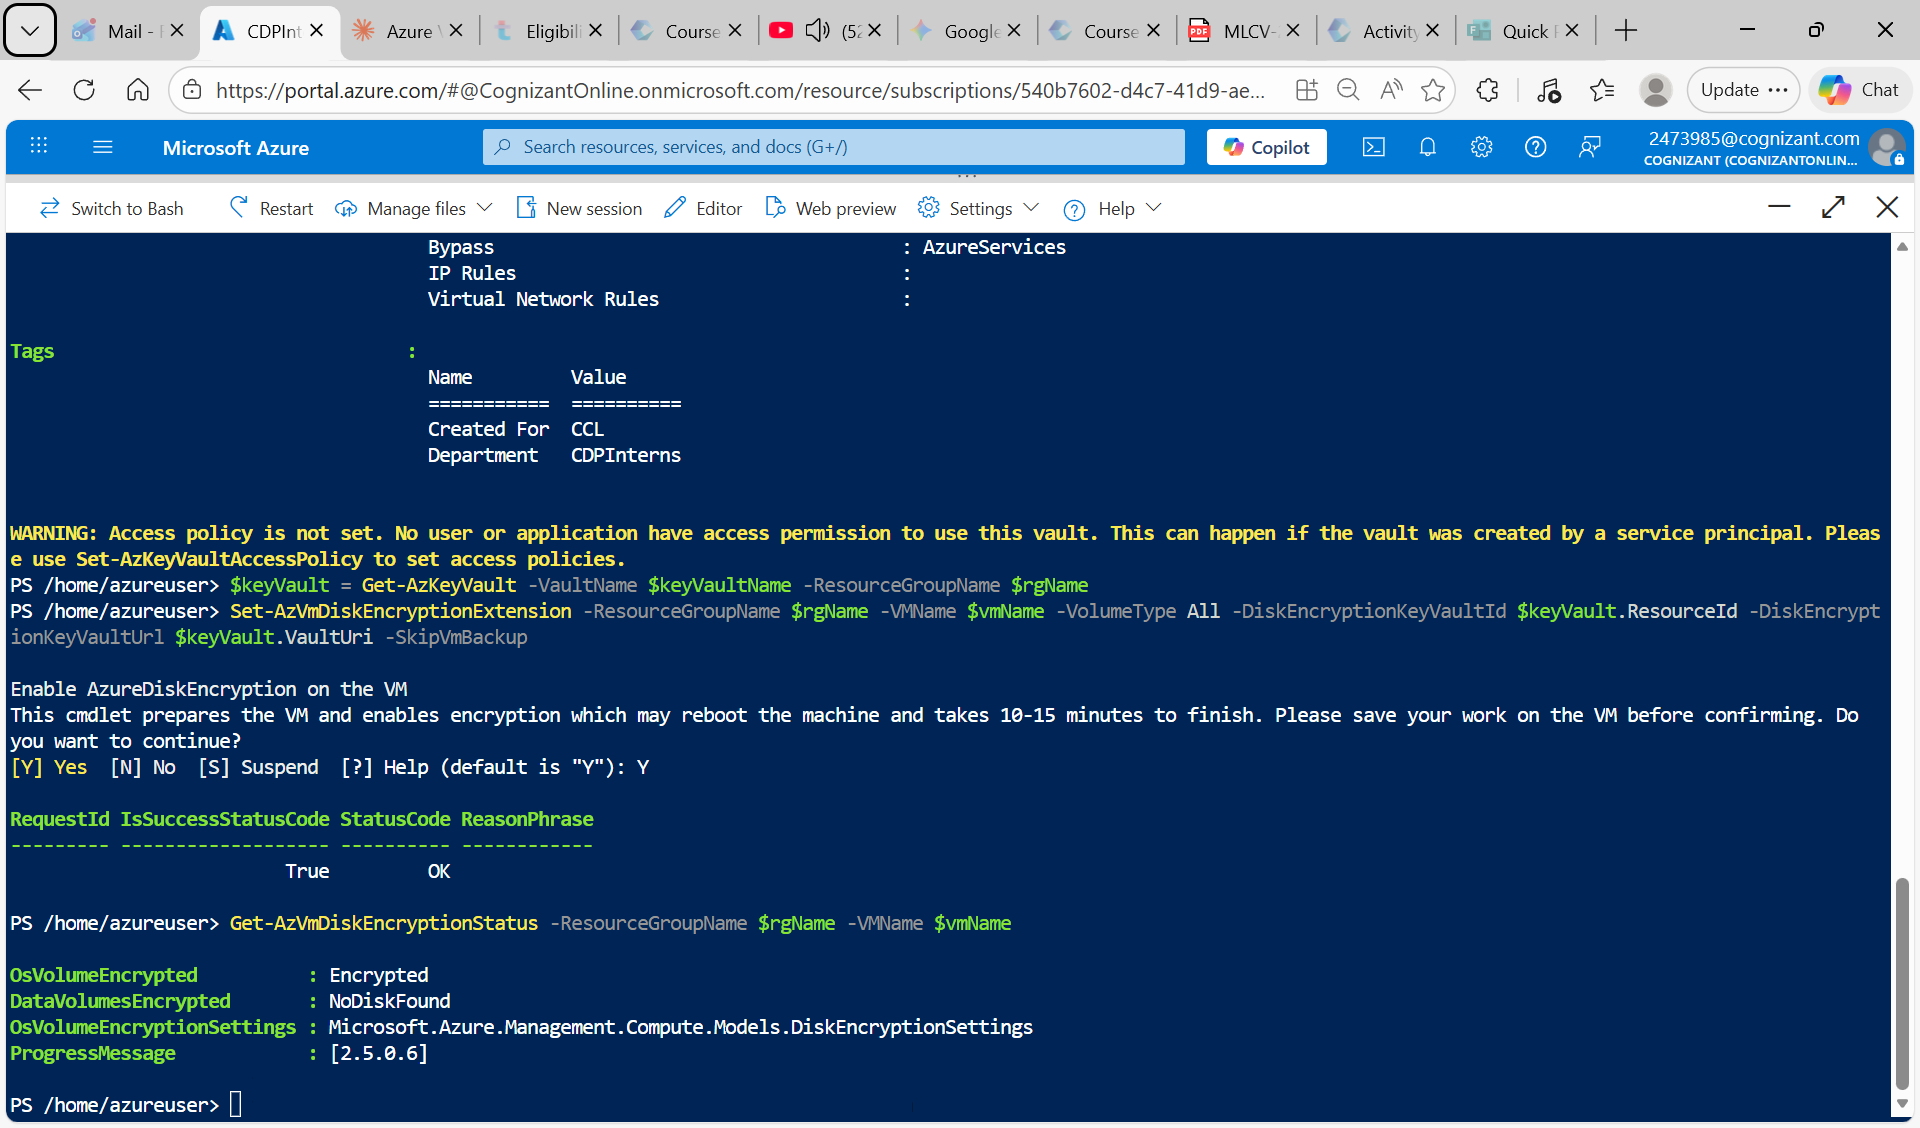 Mail -
CDPInt
Azure
Eligibili
Course
(52
Google
Course
PDF
MLCV-
Activity
Quick
https://portal.azure.com/#@CognizantOnline.onmicrosoft.com/resource/subscriptions/540b7602-d4c7-41d9-ae...
Update
Chat
Microsoft Azure
Search resources, services, and docs (G+/)
Copilot
2473985@cognizant.com
COGNIZANT (COGNIZANTONLIN...
Switch to Bash
Restart
Manage files
New session
Editor
Web preview
Settings
Help
Bypass : AzureServices
IP Rules :
Virtual Network Rules :
Tags :
Name Value
=========== ==========
Created For CCL
Department CDPInterns
WARNING: Access policy is not set. No user or application have access permission to use this vault. This can happen if the vault was created by a service principal. Pleas
e use Set-AzKeyVaultAccessPolicy to set access policies.
PS /home/azureuser> $keyVault = Get-AzKeyVault -VaultName $keyVaultName -ResourceGroupName $rgName
PS /home/azureuser> Set-AzVmDiskEncryptionExtension -ResourceGroupName $rgName -VMName $vmName -VolumeType All -DiskEncryptionKeyVaultId $keyVault.ResourceId -DiskEncrypt
ionKeyVaultUrl $keyVault.VaultUri -SkipVmBackup
Enable AzureDiskEncryption on the VM
This cmdlet prepares the VM and enables encryption which may reboot the machine and takes 10-15 minutes to finish. Please save your work on the VM before confirming. Do
you want to continue?
[Y] Yes [N] No [S] Suspend [?] Help (default is "Y"): Y
RequestId IsSuccessStatusCode StatusCode ReasonPhrase
--------- ------------------- ---------- ------------
True OK
PS /home/azureuser> Get-AzVmDiskEncryptionStatus -ResourceGroupName $rgName -VMName $vmName
OsVolumeEncrypted : Encrypted
DataVolumesEncrypted : NoDiskFound
OsVolumeEncryptionSettings : Microsoft.Azure.Management.Compute.Models.DiskEncryptionSettings
ProgressMessage : [2.5.0.6]
PS /home/azureuser>